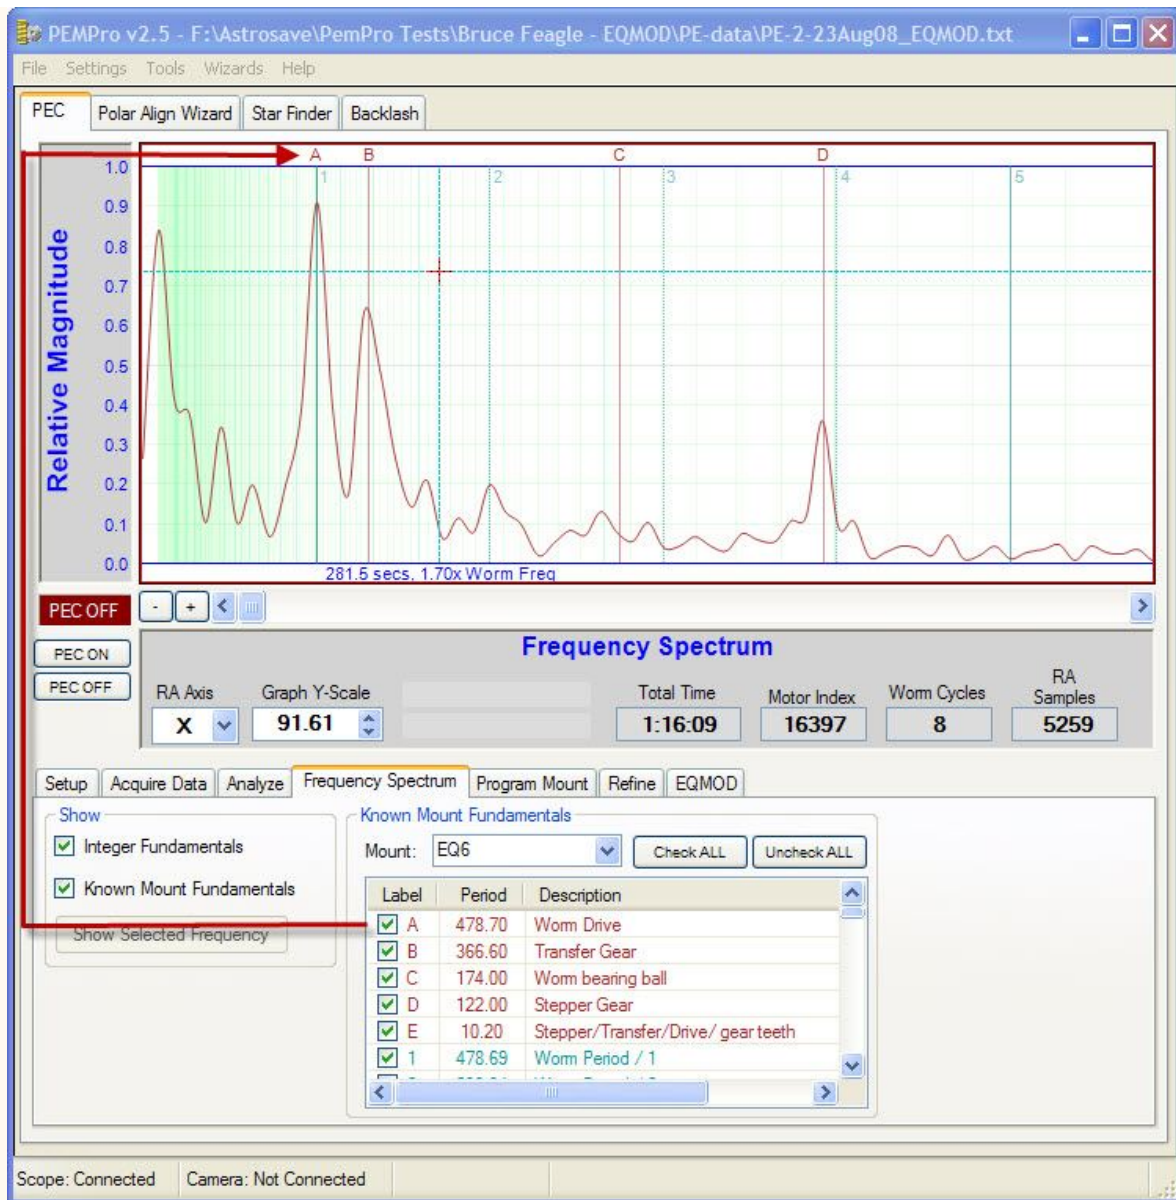 PEMPro v2.5 - F:\Astrosave\PemPro Tests\Bruce Feagle - EQMOD\PE-data\PE-2-23Aug08_EQMOD.txt
File Settings Tools Wizards Help
PEC Polar Align Wizard Star Finder Backlash
A B C D
1 2 3 4 5
Relative Magnitude
1.0
0.9
0.8
0.7
0.6
0.5
0.4
0.3
0.2
0.1
0.0
281.5 secs, 1.70x Worm Freq
PEC OFF - +
Frequency Spectrum
PEC ON
PEC OFF
RA Axis Graph Y-Scale Total Time Motor Index Worm Cycles RA Samples
X 91.61 1:16:09 16397 8 5259
Setup Acquire Data Analyze Frequency Spectrum Program Mount Refine EQMOD
Show
Integer Fundamentals
Known Mount Fundamentals
Show Selected Frequency
Known Mount Fundamentals
Mount: EQ6 Check ALL Uncheck ALL
Label Period Description
A 478.70 Worm Drive
B 366.60 Transfer Gear
C 174.00 Worm bearing ball
D 122.00 Stepper Gear
E 10.20 Stepper/Transfer/Drive/ gear teeth
1 478.69 Worm Period / 1
Scope: Connected Camera: Not Connected